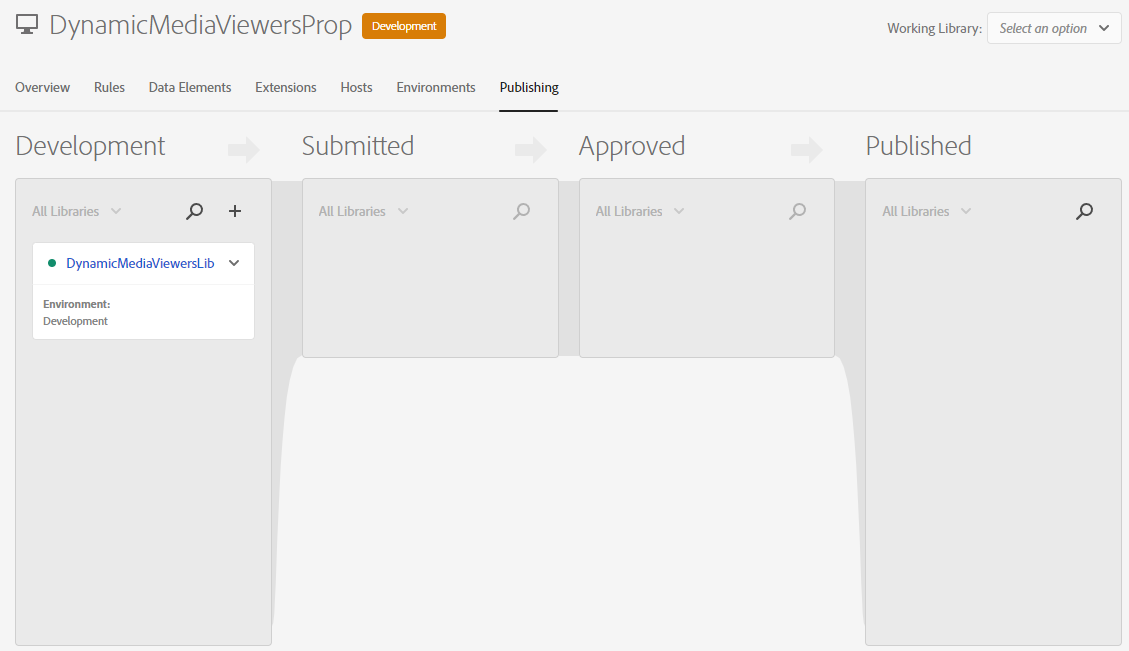 DynamicMediaViewersProp Development Working Library: Select an option
Overview Rules Data Elements Extensions Hosts Environments Publishing
Development Submitted Approved Published
All Libraries All Libraries All Libraries All Libraries
DynamicMediaViewersLib
Environment:
Development